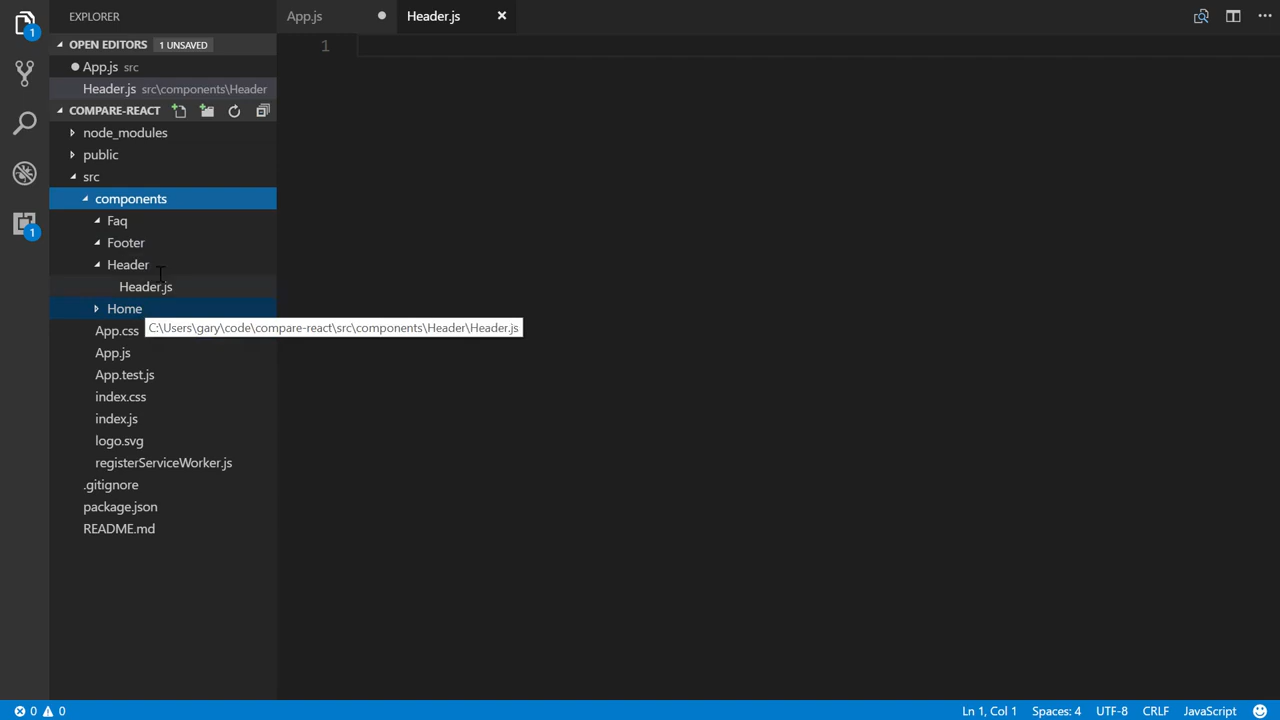 1
1
EXPLORER
OPEN EDITORS 1 UNSAVED
App.js src
Header.js src\components\Header
COMPARE-REACT
node_modules
public
src
components
Faq
Footer
Header
Header.js
Home
C:\Users\gary\code\compare-react\src\components\Header\Header.js
App.css
App.js
App.test.js
index.css
index.js
logo.svg
registerServiceWorker.js
.gitignore
package.json
README.md
App.js
Header.js
1
0 0
Ln 1, Col 1
Spaces: 4
UTF-8
CRLF
JavaScript